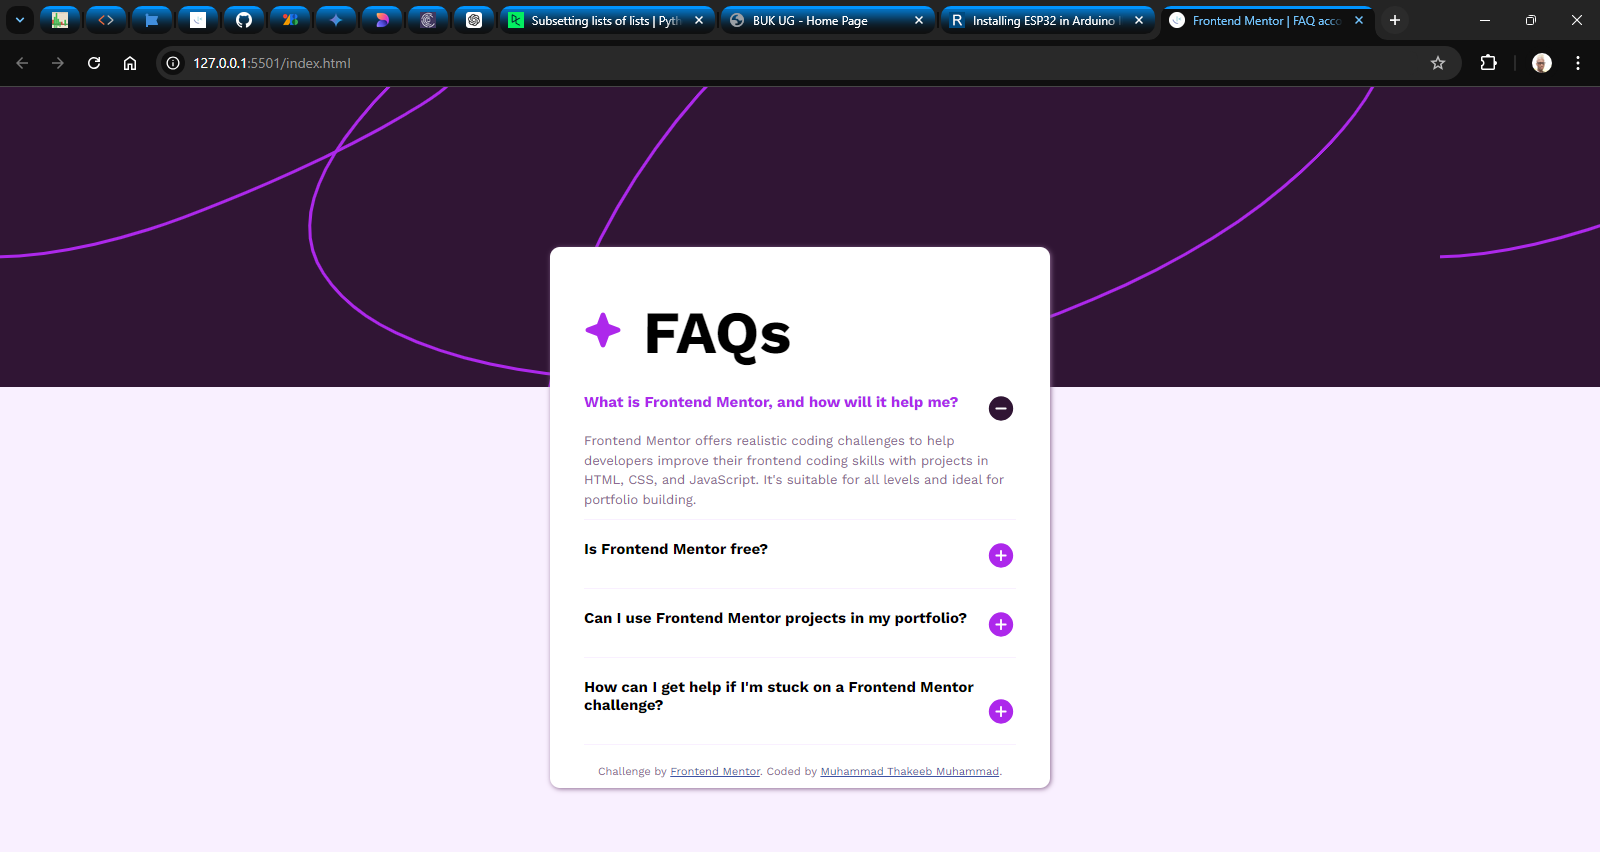 Subsetting lists of lists | Pyth
BUK UG - Home Page
Installing ESP32 in Arduino
Frontend Mentor | FAQ acco
127.0.0.1:5501/index.html
FAQs
What is Frontend Mentor, and how will it help me?
Frontend Mentor offers realistic coding challenges to help
developers improve their frontend coding skills with projects in
HTML, CSS, and JavaScript. It's suitable for all levels and ideal for
portfolio building.
Is Frontend Mentor free?
Can I use Frontend Mentor projects in my portfolio?
How can I get help if I'm stuck on a Frontend Mentor
challenge?
Challenge by Frontend Mentor. Coded by Muhammad Thakeeb Muhammad.